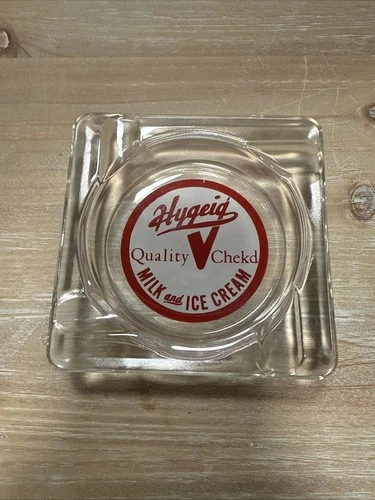 Hygeia
Quality Chekd
MILK and ICE CREAM